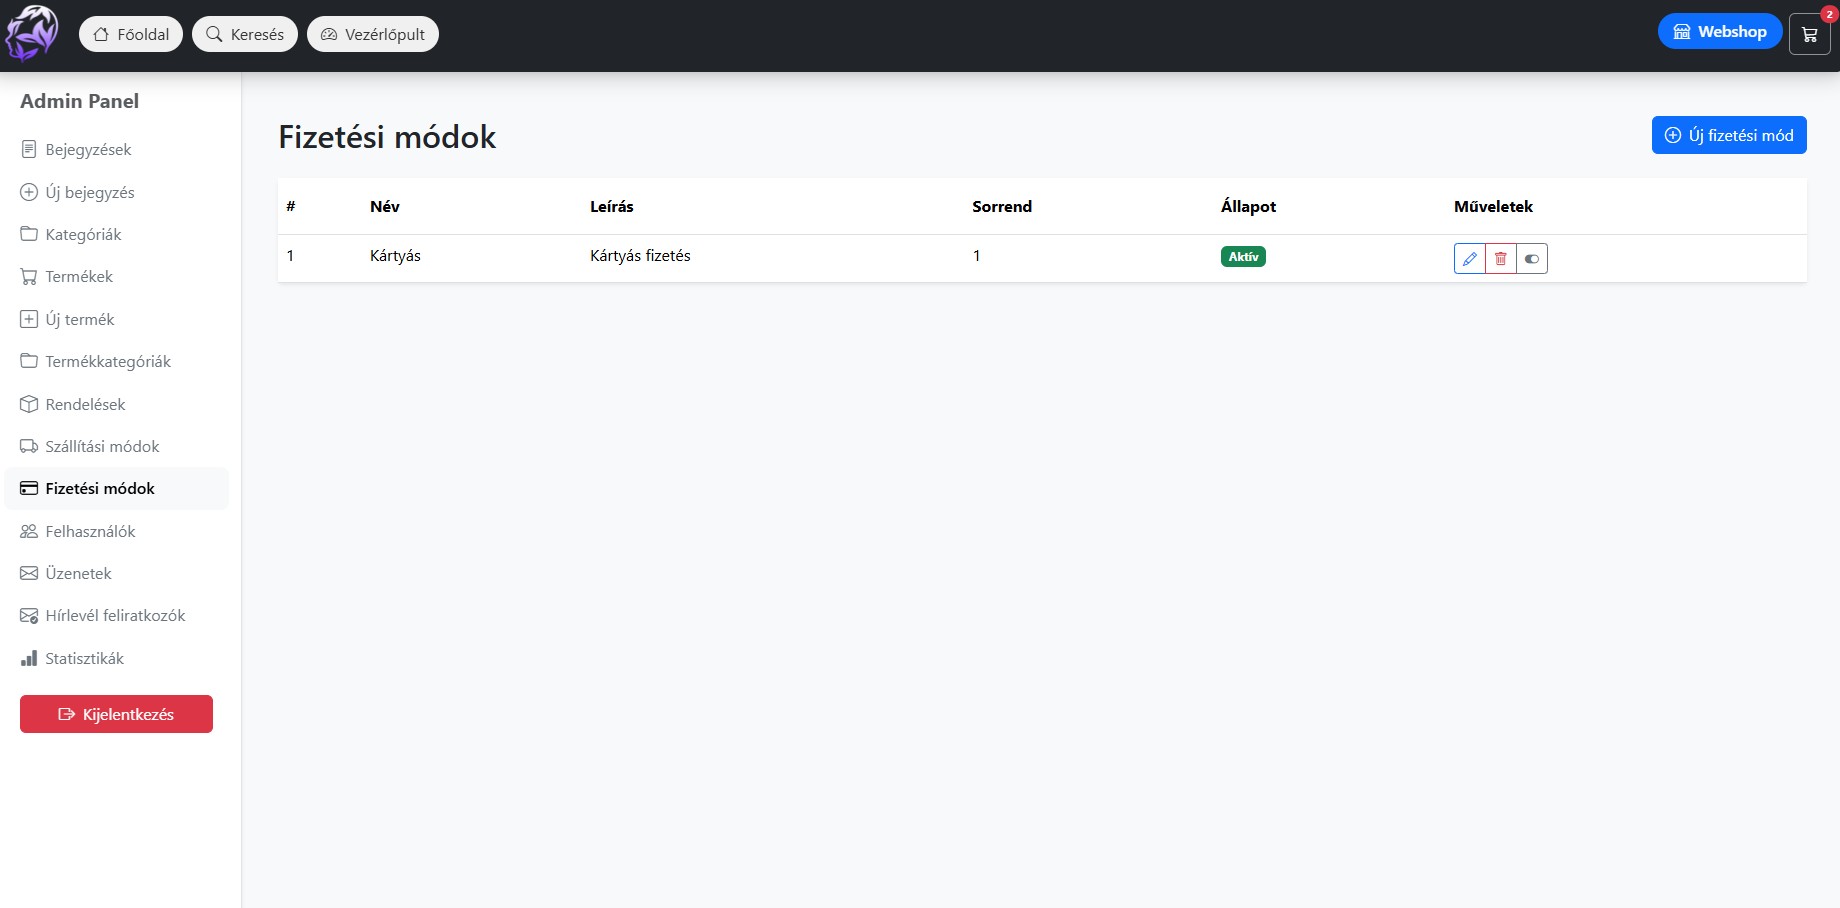 Főoldal
Keresés
Vezérlőpult
Webshop
2
Admin Panel
Bejegyzések
Új bejegyzés
Kategóriák
Termékek
Új termék
Termékkategóriák
Rendelések
Szállítási módok
Fizetési módok
Felhasználók
Üzenetek
Hírlevél feliratkozók
Statisztikák
Kijelentkezés
Fizetési módok
Új fizetési mód
# Név Leírás Sorrend Állapot Műveletek
1 Kártyás Kártyás fizetés 1 Aktív